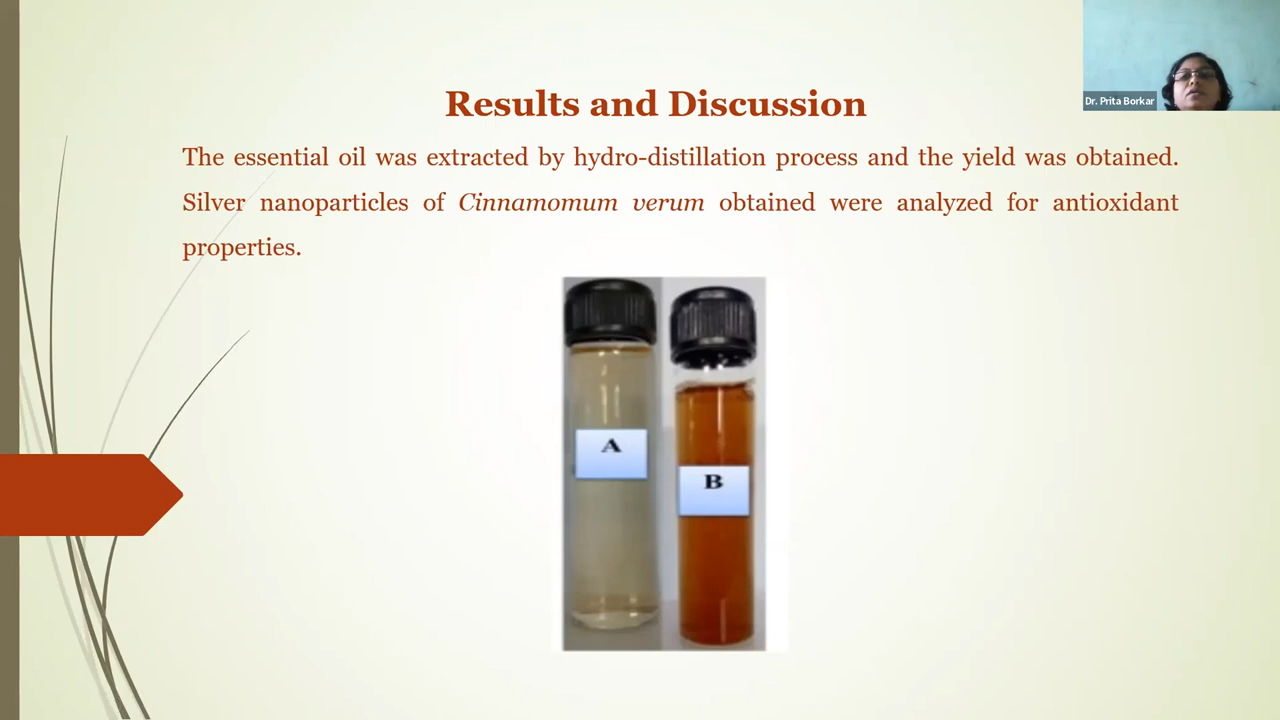 Results and Discussion
Dr. Prita Borkar
The essential oil was extracted by hydro-distillation process and the yield was obtained.
Silver nanoparticles of Cinnamomum verum obtained were analyzed for antioxidant
properties.
A
B